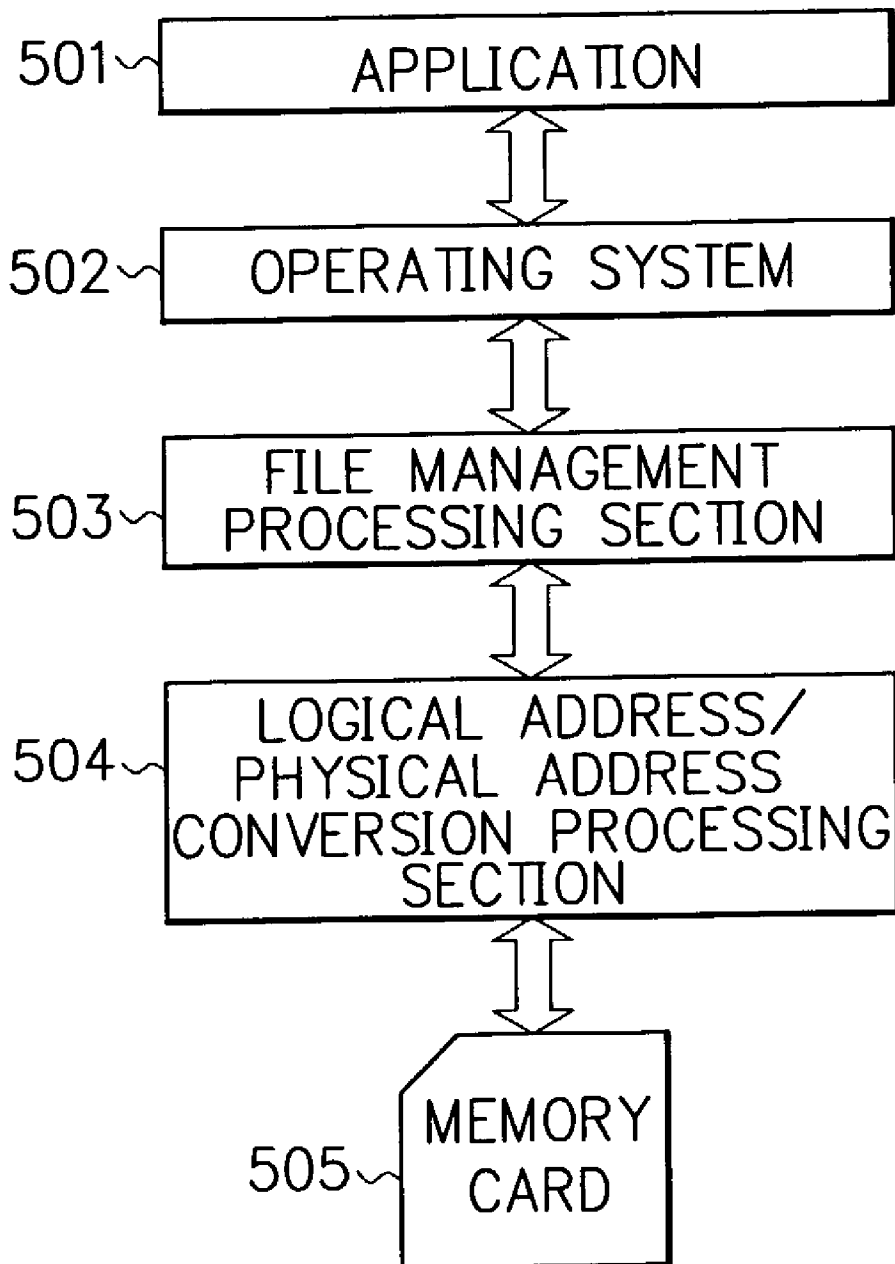 501
APPLICATION
502
OPERATING SYSTEM
503
FILE MANAGEMENT
PROCESSING SECTION
504
LOGICAL ADDRESS/
PHYSICAL ADDRESS
CONVERSION PROCESSING
SECTION
505
MEMORY
CARD